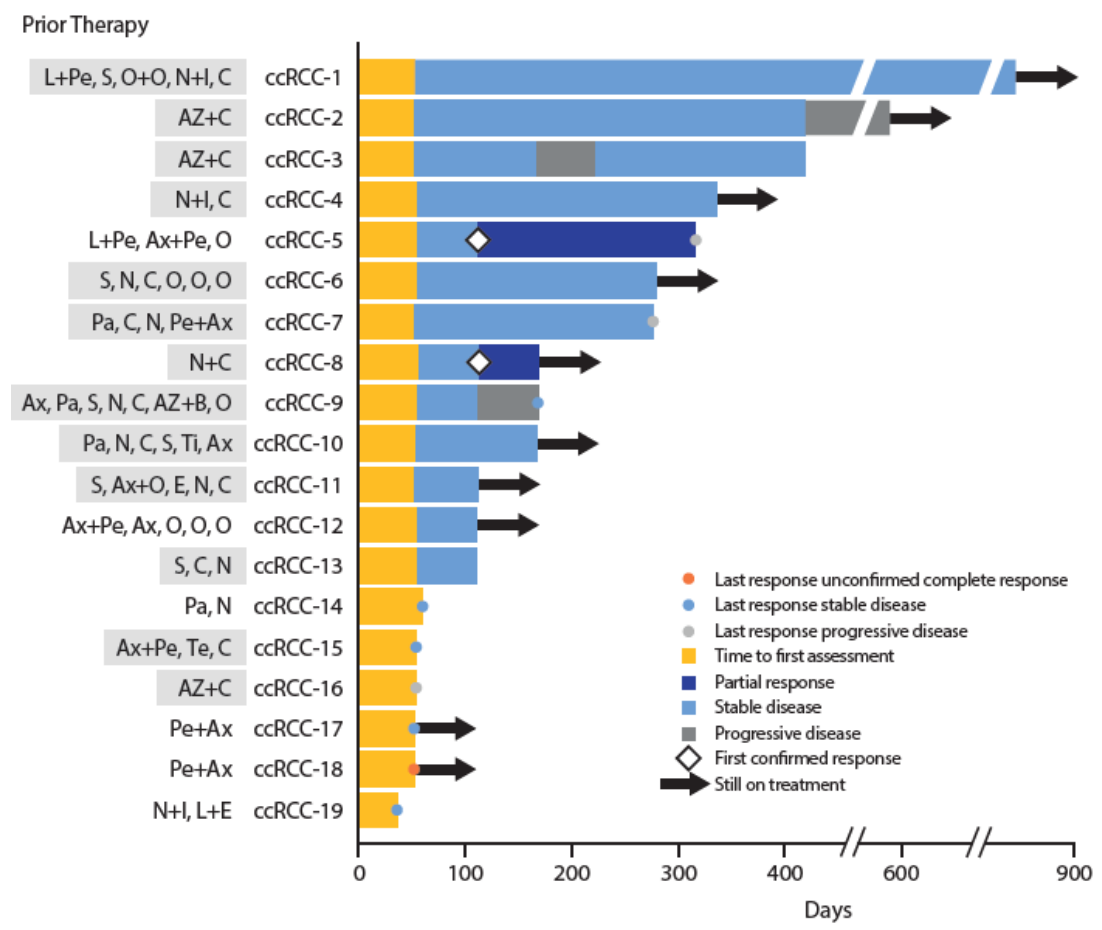 Prior Therapy
L+Pe, S, O+O, N+I, C ccRCC-1
AZ+C ccRCC-2
AZ+C ccRCC-3
N+I, C ccRCC-4
L+Pe, Ax+Pe, O ccRCC-5
S, N, C, O, O, O ccRCC-6
Pa, C, N, Pe+Ax ccRCC-7
N+C ccRCC-8
Ax, Pa, S, N, C, AZ+B, O ccRCC-9
Pa, N, C, S, Ti, Ax ccRCC-10
S, Ax+O, E, N, C ccRCC-11
Ax+Pe, Ax, O, O, O ccRCC-12
S, C, N ccRCC-13
Pa, N ccRCC-14
Ax+Pe, Te, C ccRCC-15
AZ+C ccRCC-16
Pe+Ax ccRCC-17
Pe+Ax ccRCC-18
N+I, L+E ccRCC-19
Last response unconfirmed complete response
Last response stable disease
Last response progressive disease
Time to first assessment
Partial response
Stable disease
Progressive disease
First confirmed response
Still on treatment
0 100 200 300 400 600 900
Days